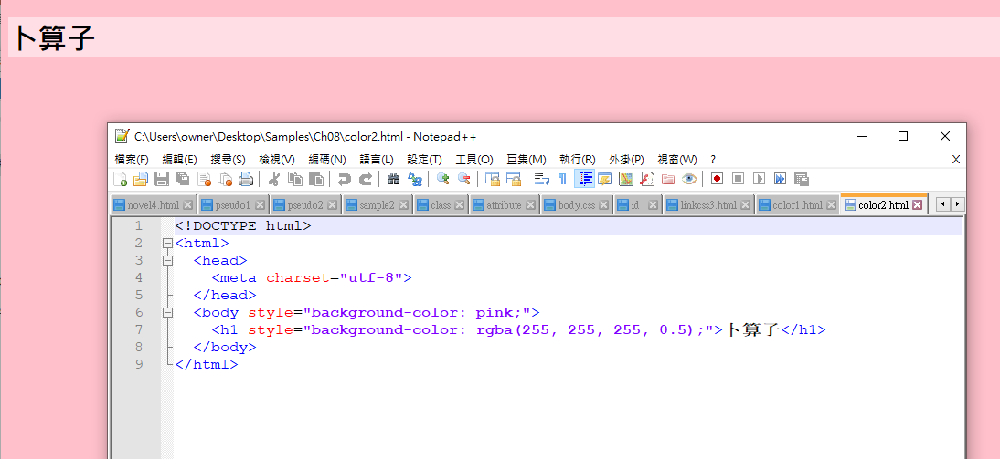 卜算子
C:\Users\owner\Desktop\Samples\Ch08\color2.html - Notepad++
檔案(F) 編輯(E) 搜尋(S) 檢視(V) 編碼(N) 語言(L) 設定(T) 工具(O) 巨集(M) 執行(R) 外掛(P) 視窗(W) ? X
novel4.html pseudo1 pseudo2 sample2 class attribute body.css id linkcss3.html color1.html color2.html
1 <!DOCTYPE html>
2 <html>
3 <head>
4 <meta charset="utf-8">
5 </head>
6 <body style="background-color: pink;">
7 <h1 style="background-color: rgba(255, 255, 255, 0.5);">卜算子</h1>
8 </body>
9 </html>